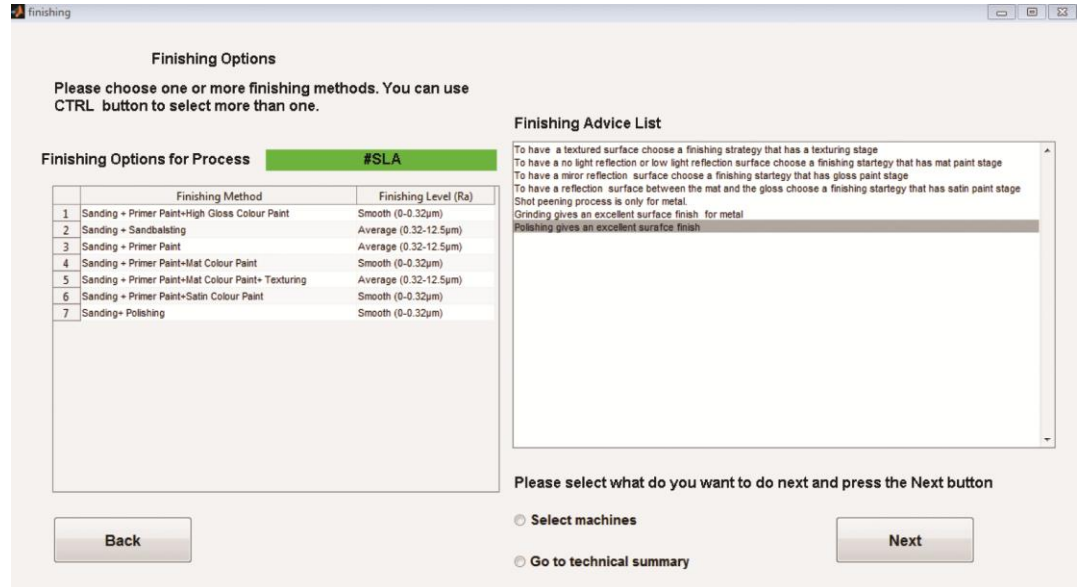 finishing
Finishing Options
Please choose one or more finishing methods. You can use
CTRL button to select more than one.
Finishing Options for Process #SLA
Finishing Method Finishing Level (Ra)
1 Sanding + Primer Paint+High Gloss Colour Paint Smooth (0-0.32µm)
2 Sanding + Sandbalsting Average (0.32-12.5µm)
3 Sanding + Primer Paint Average (0.32-12.5µm)
4 Sanding + Primer Paint+Mat Colour Paint Smooth (0-0.32µm)
5 Sanding + Primer Paint+Mat Colour Paint+ Texturing Average (0.32-12.5µm)
6 Sanding + Primer Paint+Satin Colour Paint Smooth (0-0.32µm)
7 Sanding+ Polishing Smooth (0-0.32µm)
Back
Finishing Advice List
To have a textured surface choose a finishing strategy that has a texturing stage
To have a no light reflection or low light reflection surface choose a finishing startegy that has mat paint stage
To have a miror reflection surface choose a finishing startegy that has gloss paint stage
To have a reflection surface between the mat and the gloss choose a finishing startegy that has satin paint stage
Shot peening process is only for metal.
Grinding gives an excellent surface finish for metal
Polishing gives an excellent surafce finish
Please select what do you want to do next and press the Next button
Select machines
Go to technical summary
Next